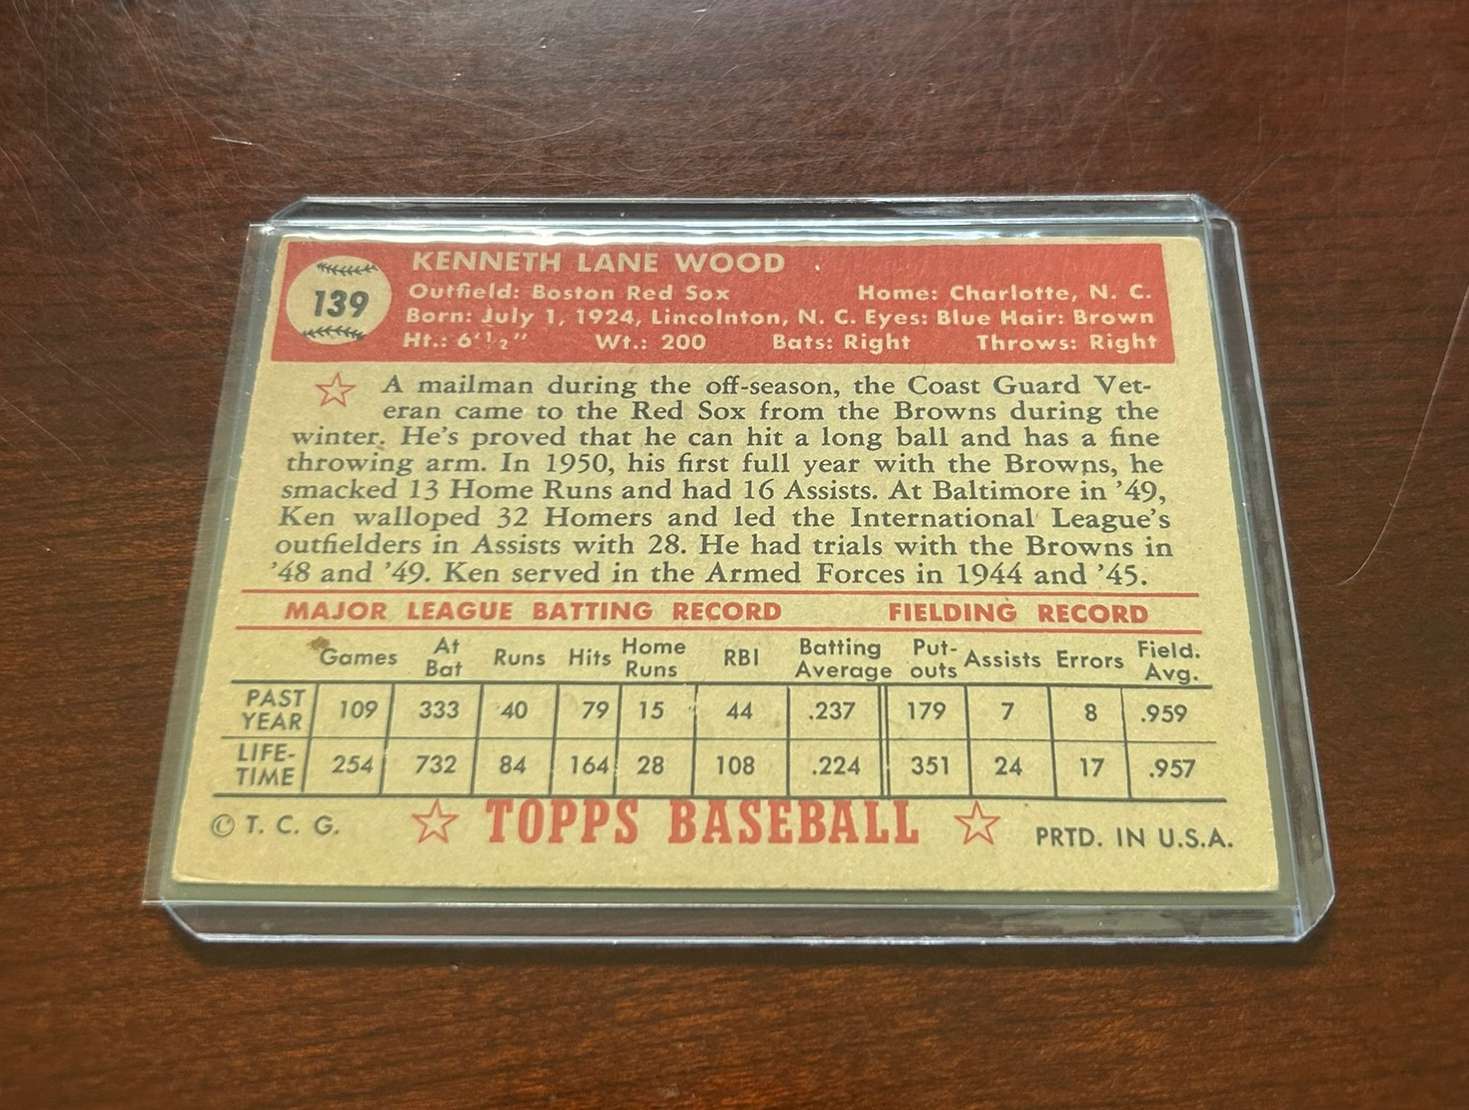 139
KENNETH LANE WOOD
Outfield: Boston Red Sox Home: Charlotte, N. C.
Born: July 1, 1924, Lincolnton, N. C. Eyes: Blue Hair: Brown
Ht.: 6'½" Wt.: 200 Bats: Right Throws: Right
A mailman during the off-season, the Coast Guard Vet-
eran came to the Red Sox from the Browns during the
winter. He's proved that he can hit a long ball and has a fine
throwing arm. In 1950, his first full year with the Browns, he
smacked 13 Home Runs and had 16 Assists. At Baltimore in '49,
Ken walloped 32 Homers and led the International League's
outfielders in Assists with 28. He had trials with the Browns in
'48 and '49. Ken served in the Armed Forces in 1944 and '45.
MAJOR LEAGUE BATTING RECORD FIELDING RECORD
Games At Bat Runs Hits Home Runs RBI Batting Average Put-outs Assists Errors Field. Avg.
PAST YEAR 109 333 40 79 15 44 .237 179 7 8 .959
LIFE-TIME 254 732 84 164 28 108 .224 351 24 17 .957
© T. C. G. TOPPS BASEBALL PRTD. IN U.S.A.